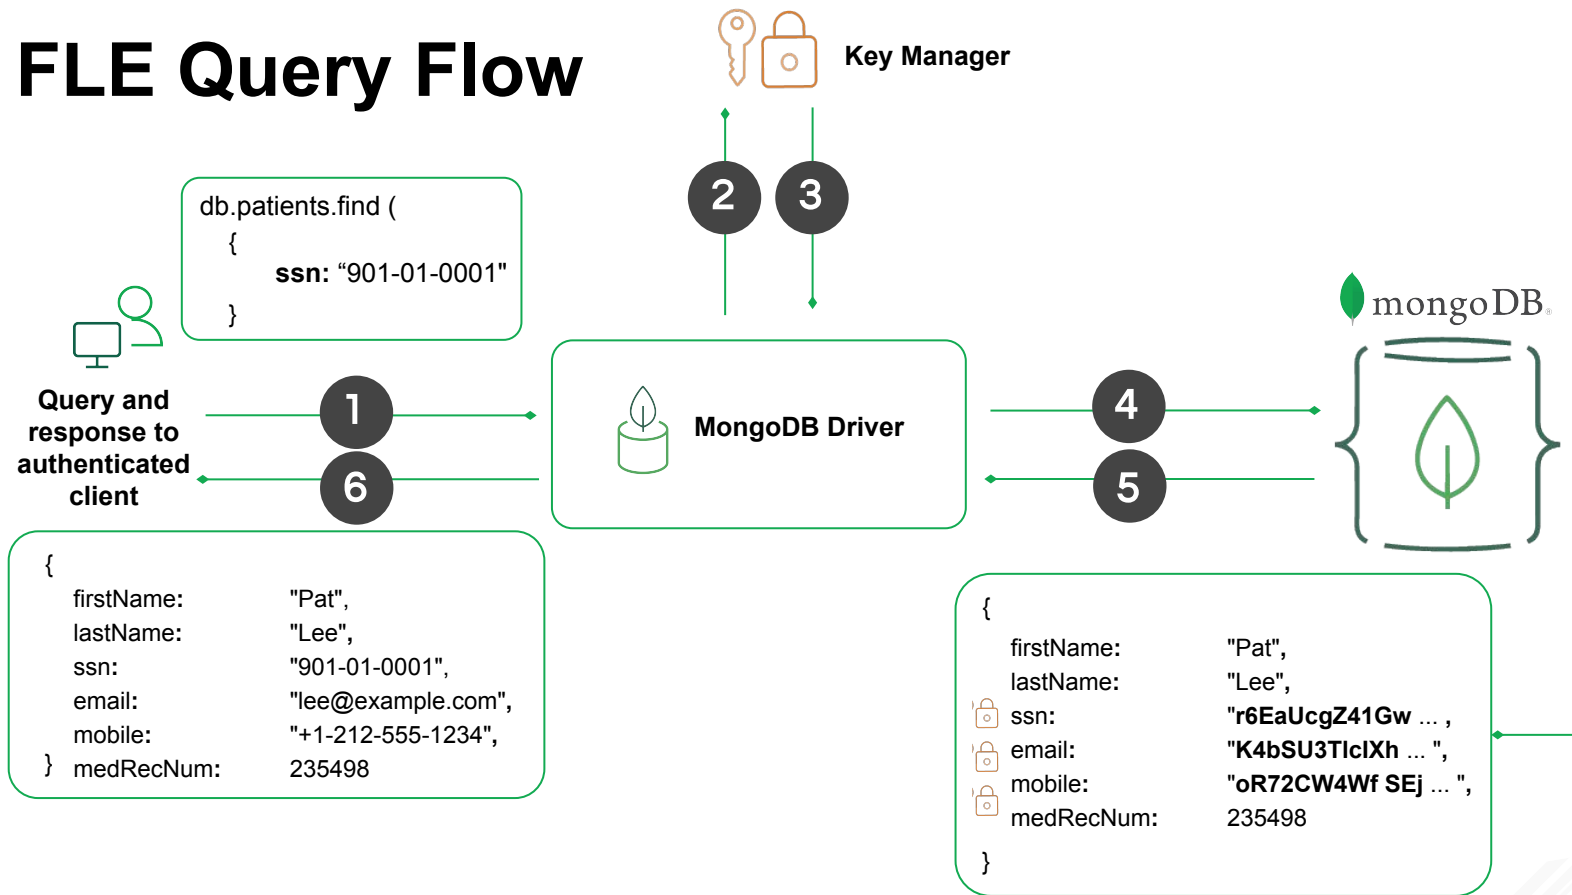 FLE Query Flow
Key Manager
2
3
db.patients.find (
{
ssn: “901-01-0001"
}
mongoDB®
Query and
response to
authenticated
client
1
6
MongoDB Driver
4
5
{
firstName: "Pat",
lastName: "Lee",
ssn: "901-01-0001",
email: "lee@example.com",
mobile: "+1-212-555-1234",
} medRecNum: 235498
{
firstName: "Pat",
lastName: "Lee",
ssn: "r6EaUcgZ41Gw ... ,
email: "K4bSU3TlcIXh ... ",
mobile: "oR72CW4Wf SEj ... ",
medRecNum: 235498
}